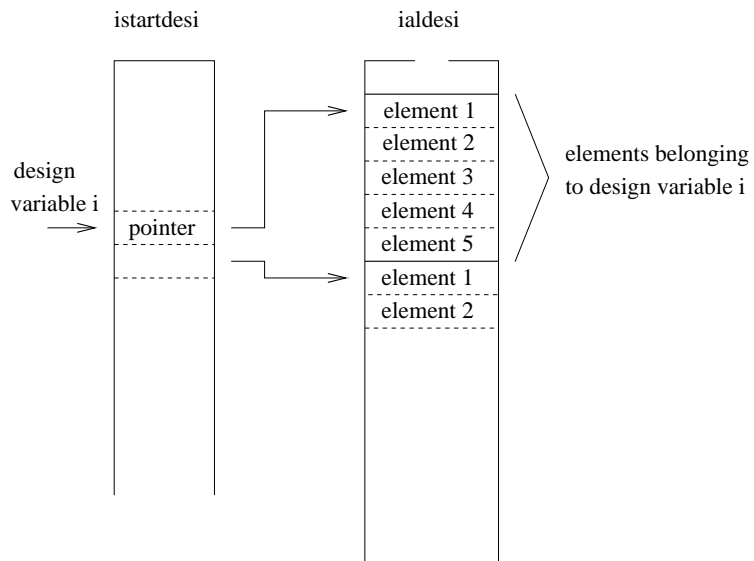 istartdesi
ialdesi
design
variable i
pointer
element 1
element 2
element 3
element 4
element 5
element 1
element 2
elements belonging
to design variable i